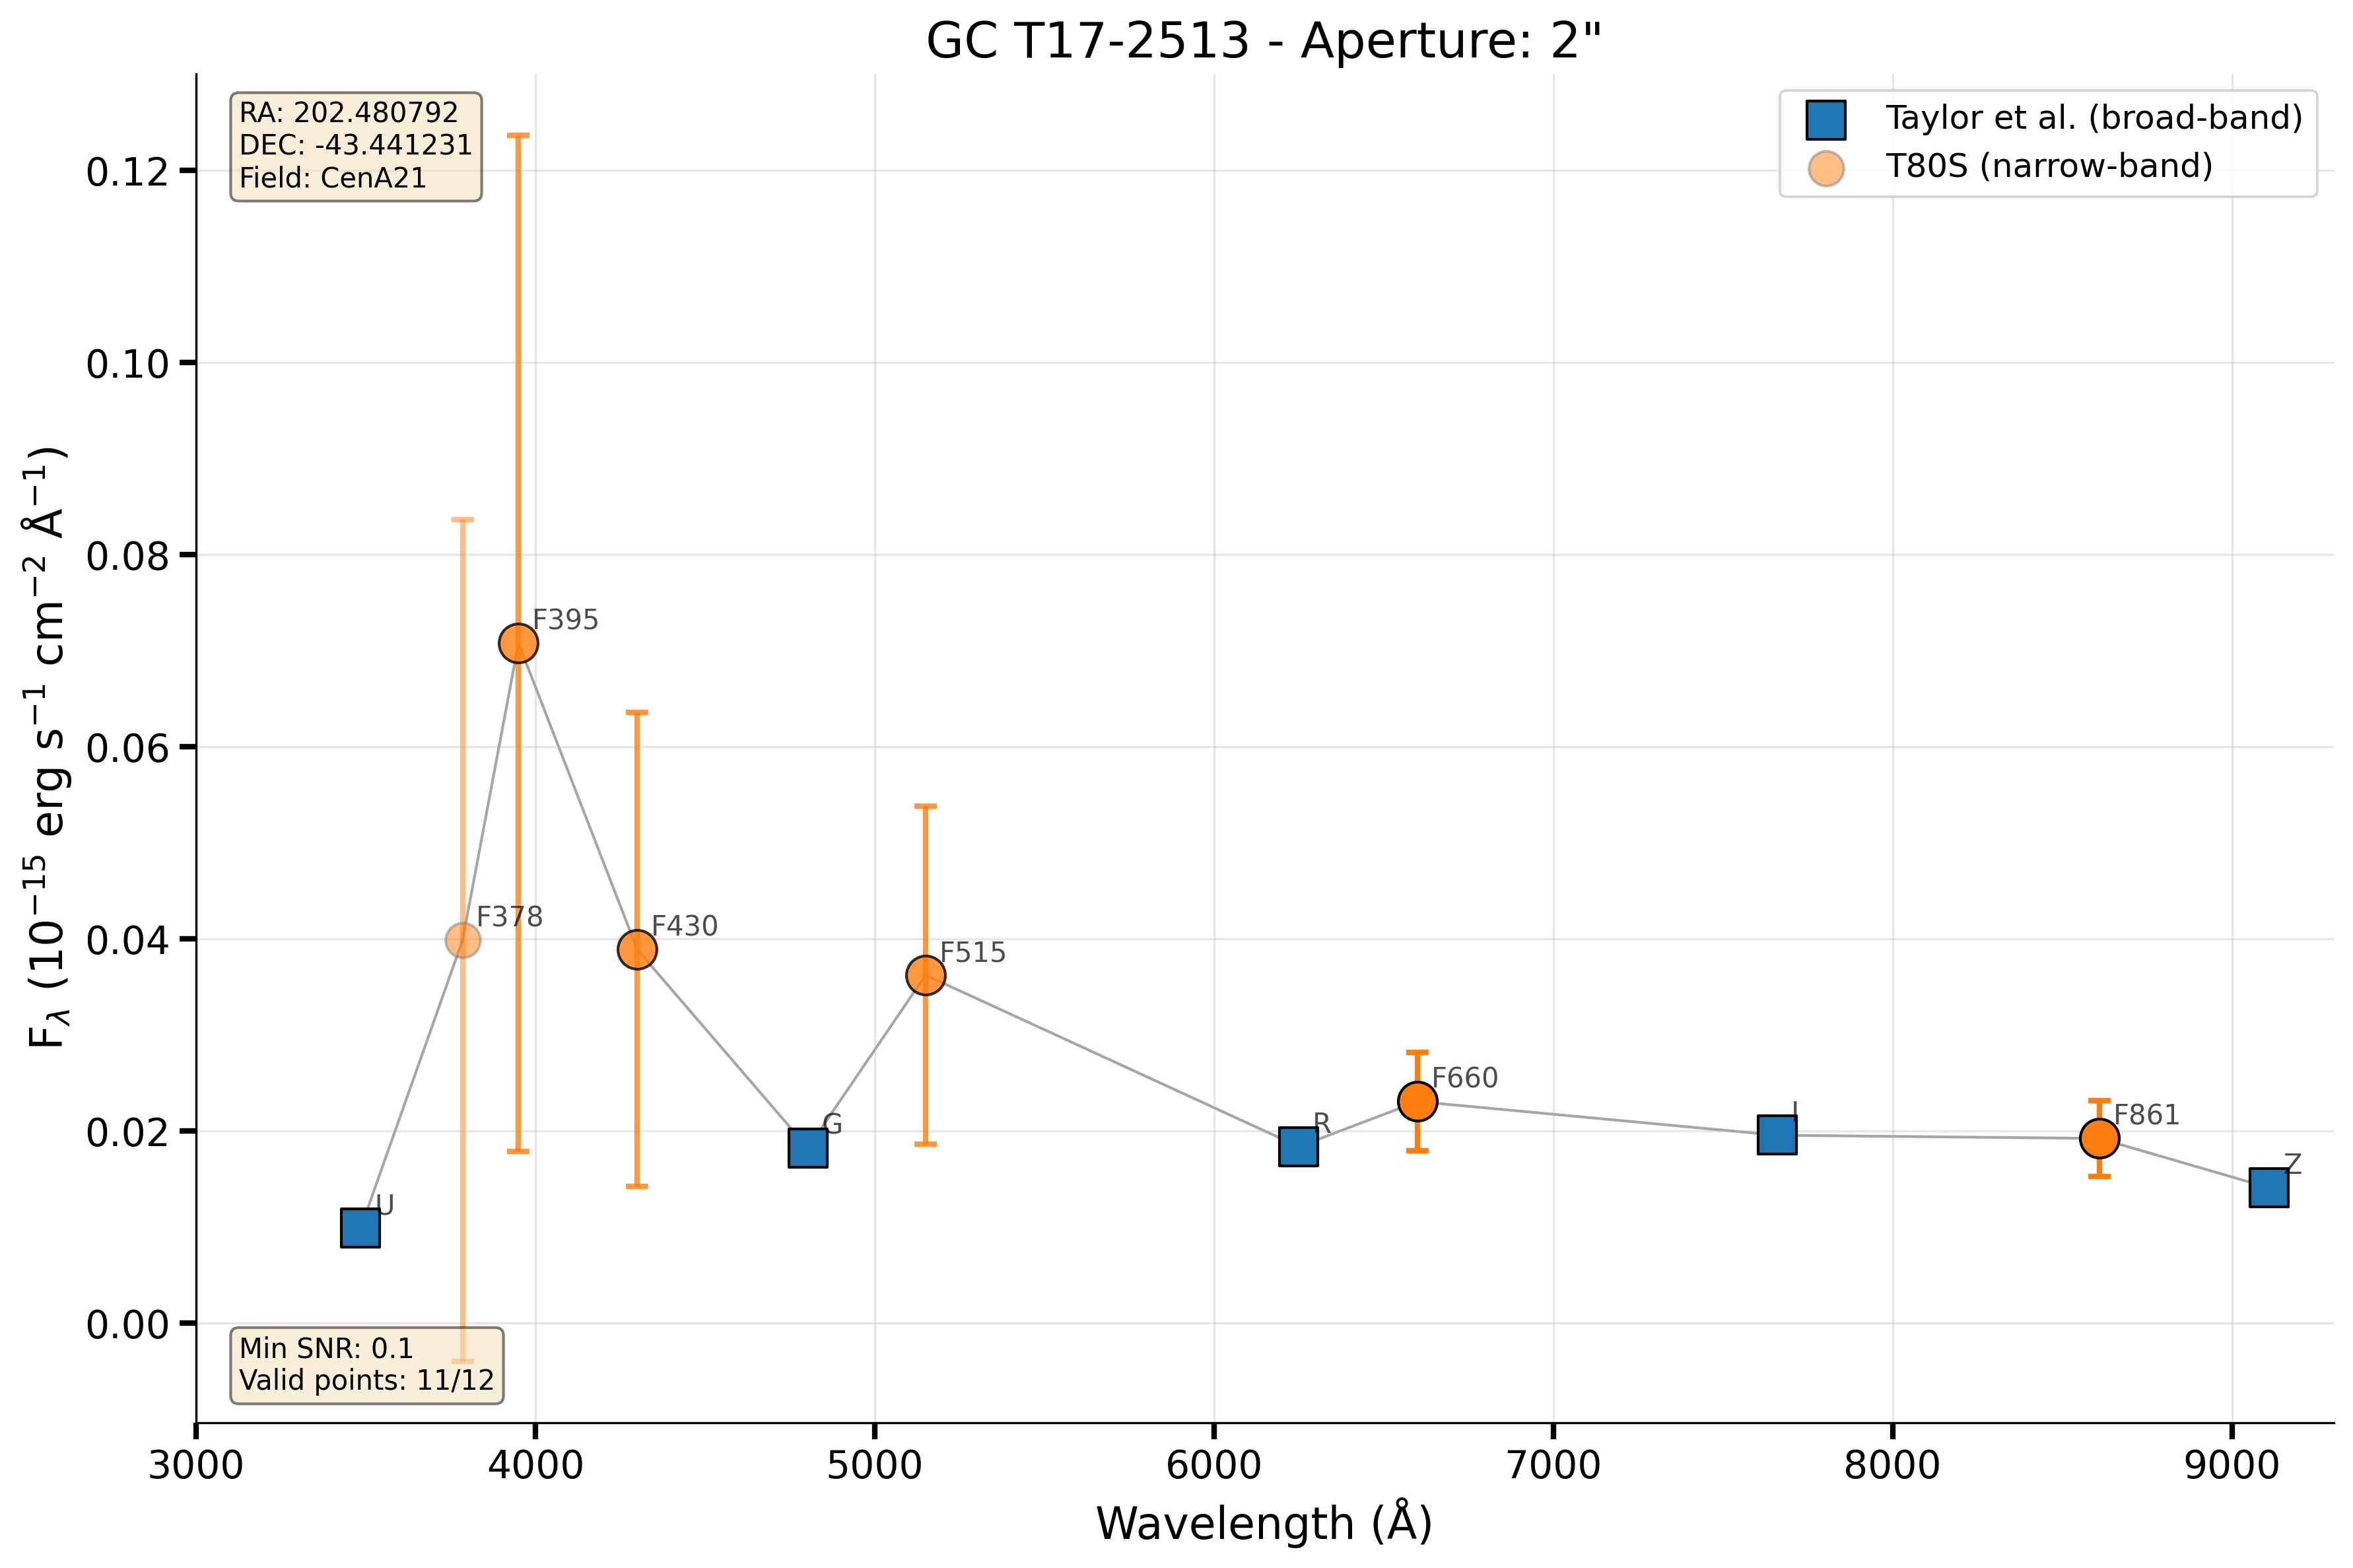 GC T17-2513 - Aperture: 2"
RA: 202.480792
DEC: -43.441231
Field: CenA21
Taylor et al. (broad-band)
T80S (narrow-band)
F_λ (10⁻¹⁵ erg s⁻¹ cm⁻² Å⁻¹)
0.12
0.10
0.08
0.06
0.04
0.02
0.00
F395
F378
F430
F515
F660
F861
U
G
R
I
Z
Min SNR: 0.1
Valid points: 11/12
3000
4000
5000
6000
7000
8000
9000
Wavelength (Å)